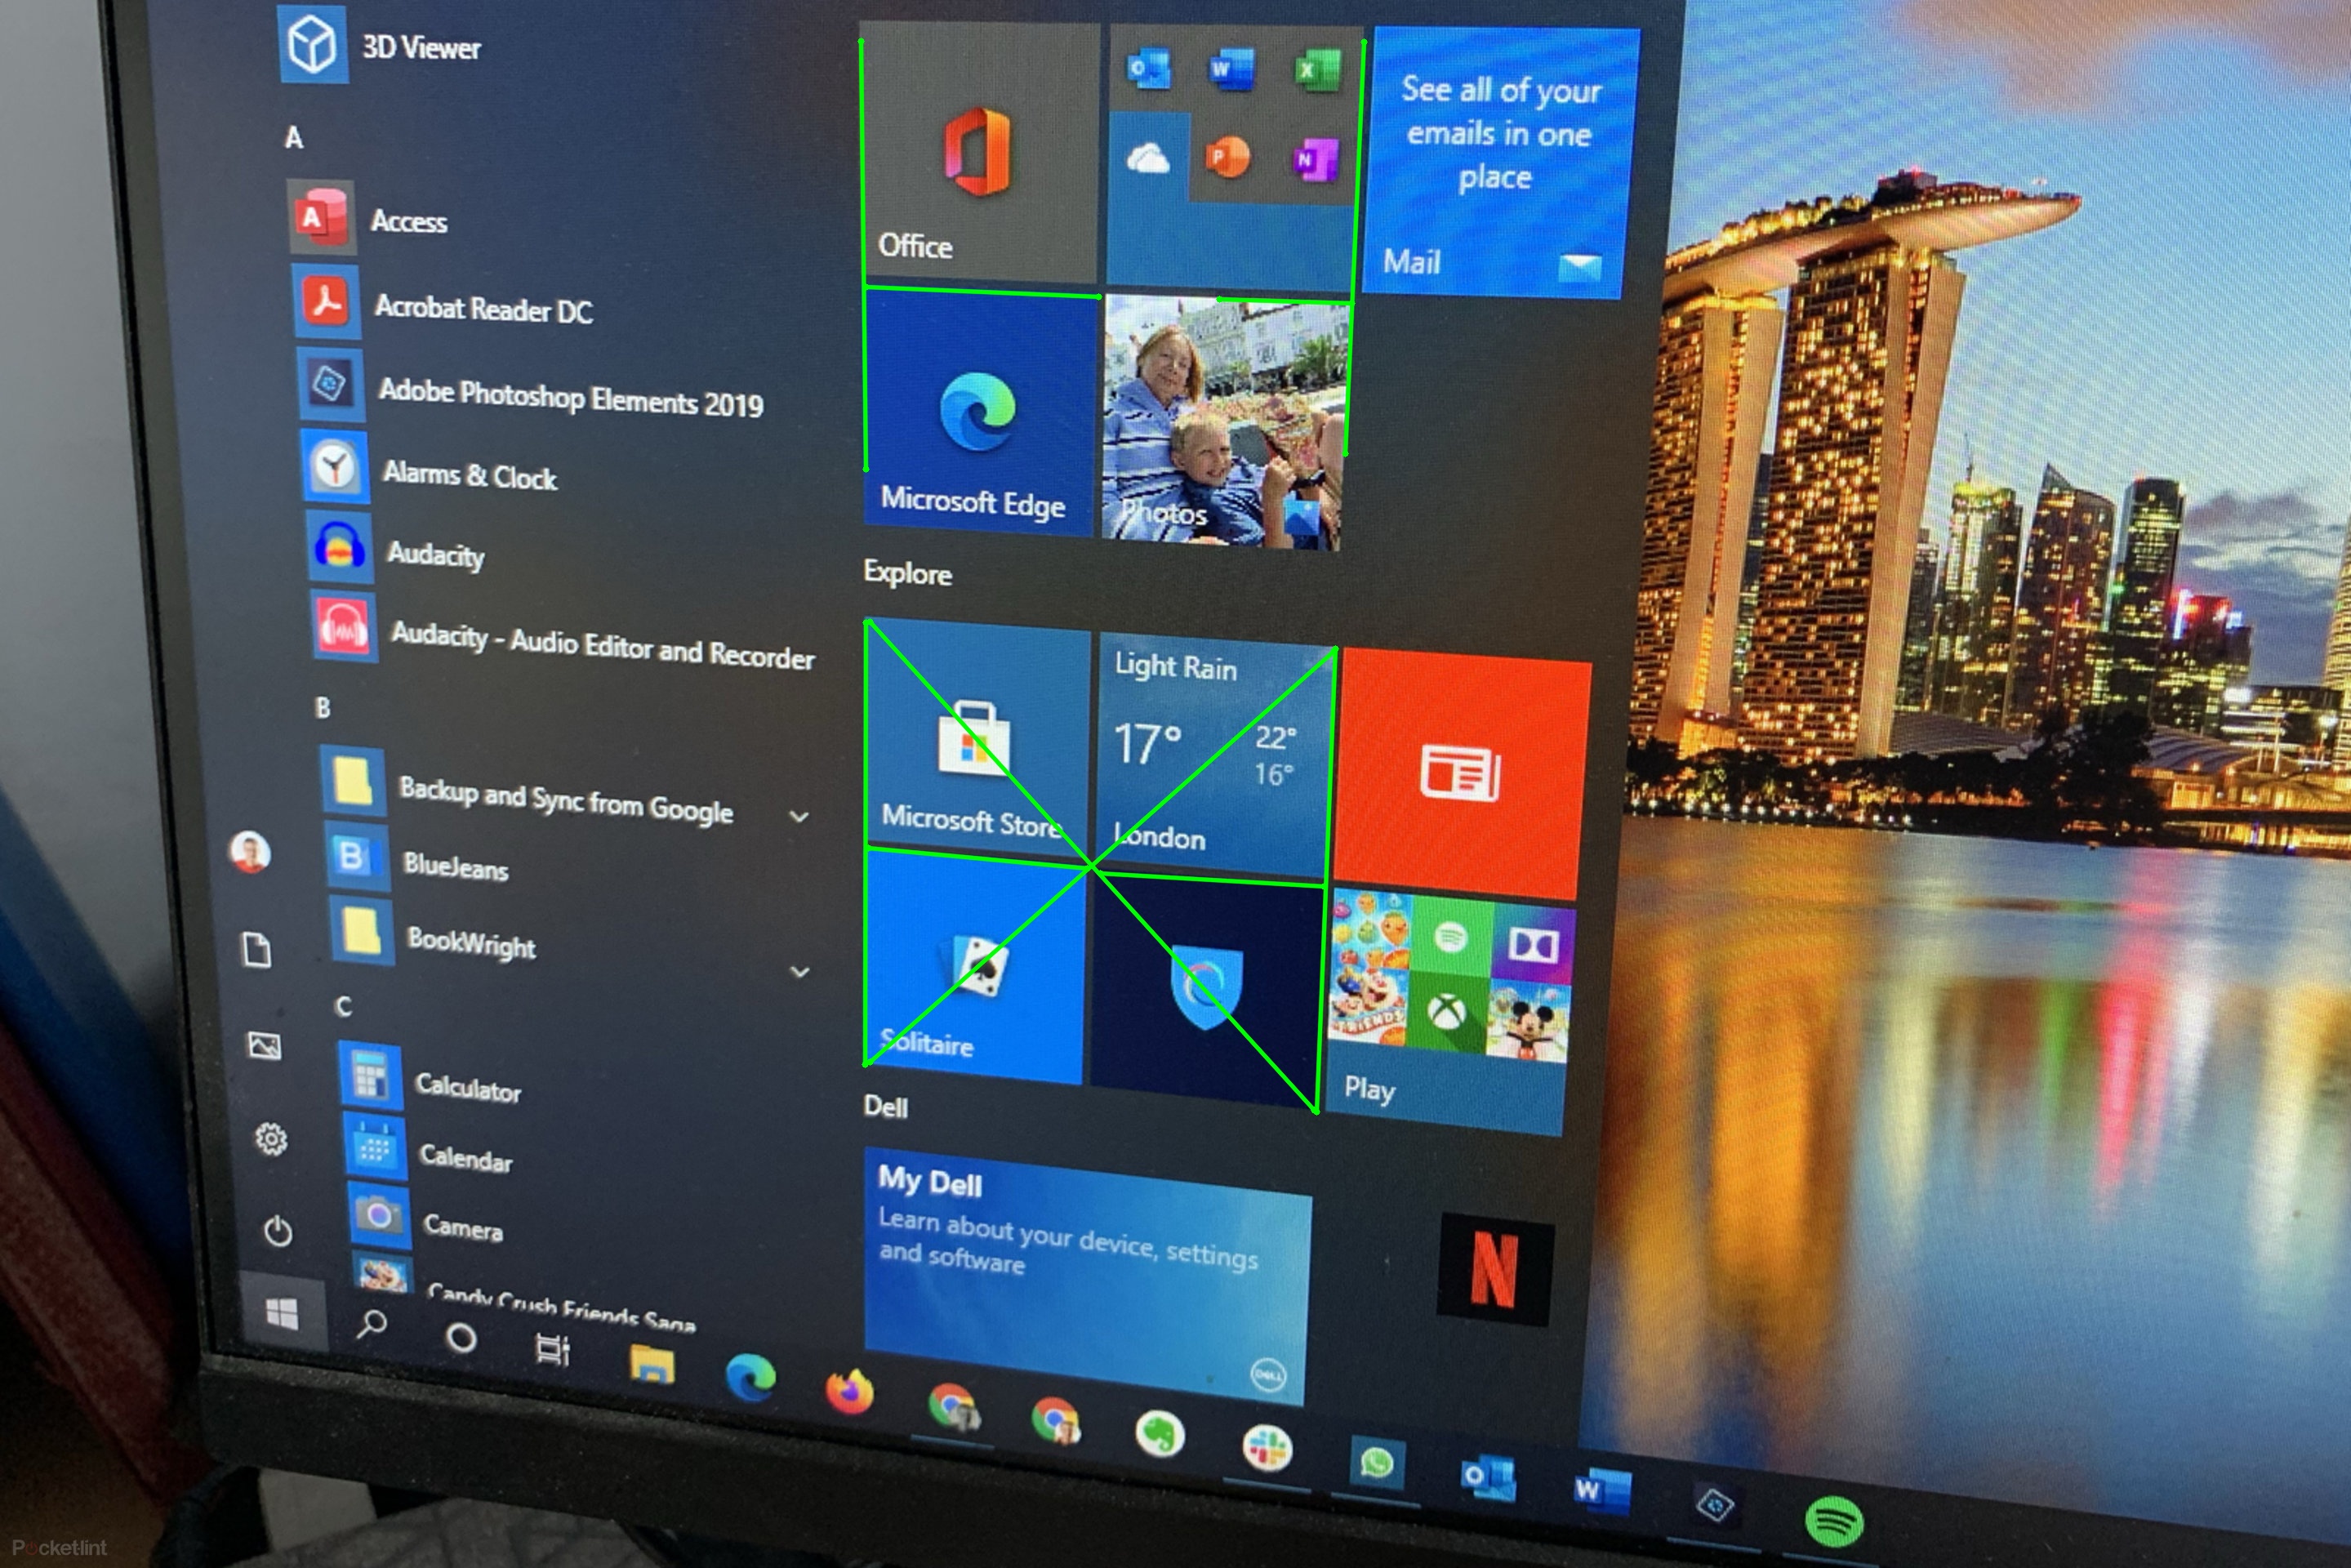 3D Viewer
A
Access
Acrobat Reader DC
Adobe Photoshop Elements 2019
Alarms & Clock
Audacity
Audacity - Audio Editor and Recorder
B
Backup and Sync from Google
BlueJeans
BookWright
C
Calculator
Calendar
Camera
Candy Crush Friends Saga
Office
See all of your
emails in one
place
Mail
Microsoft Edge
Photos
Explore
Microsoft Store
Light Rain
17°
22°
16°
London
Solitaire
FRIENDS
Play
Dell
My Dell
Learn about your device, settings
and software
DELL
N
Pocketlint